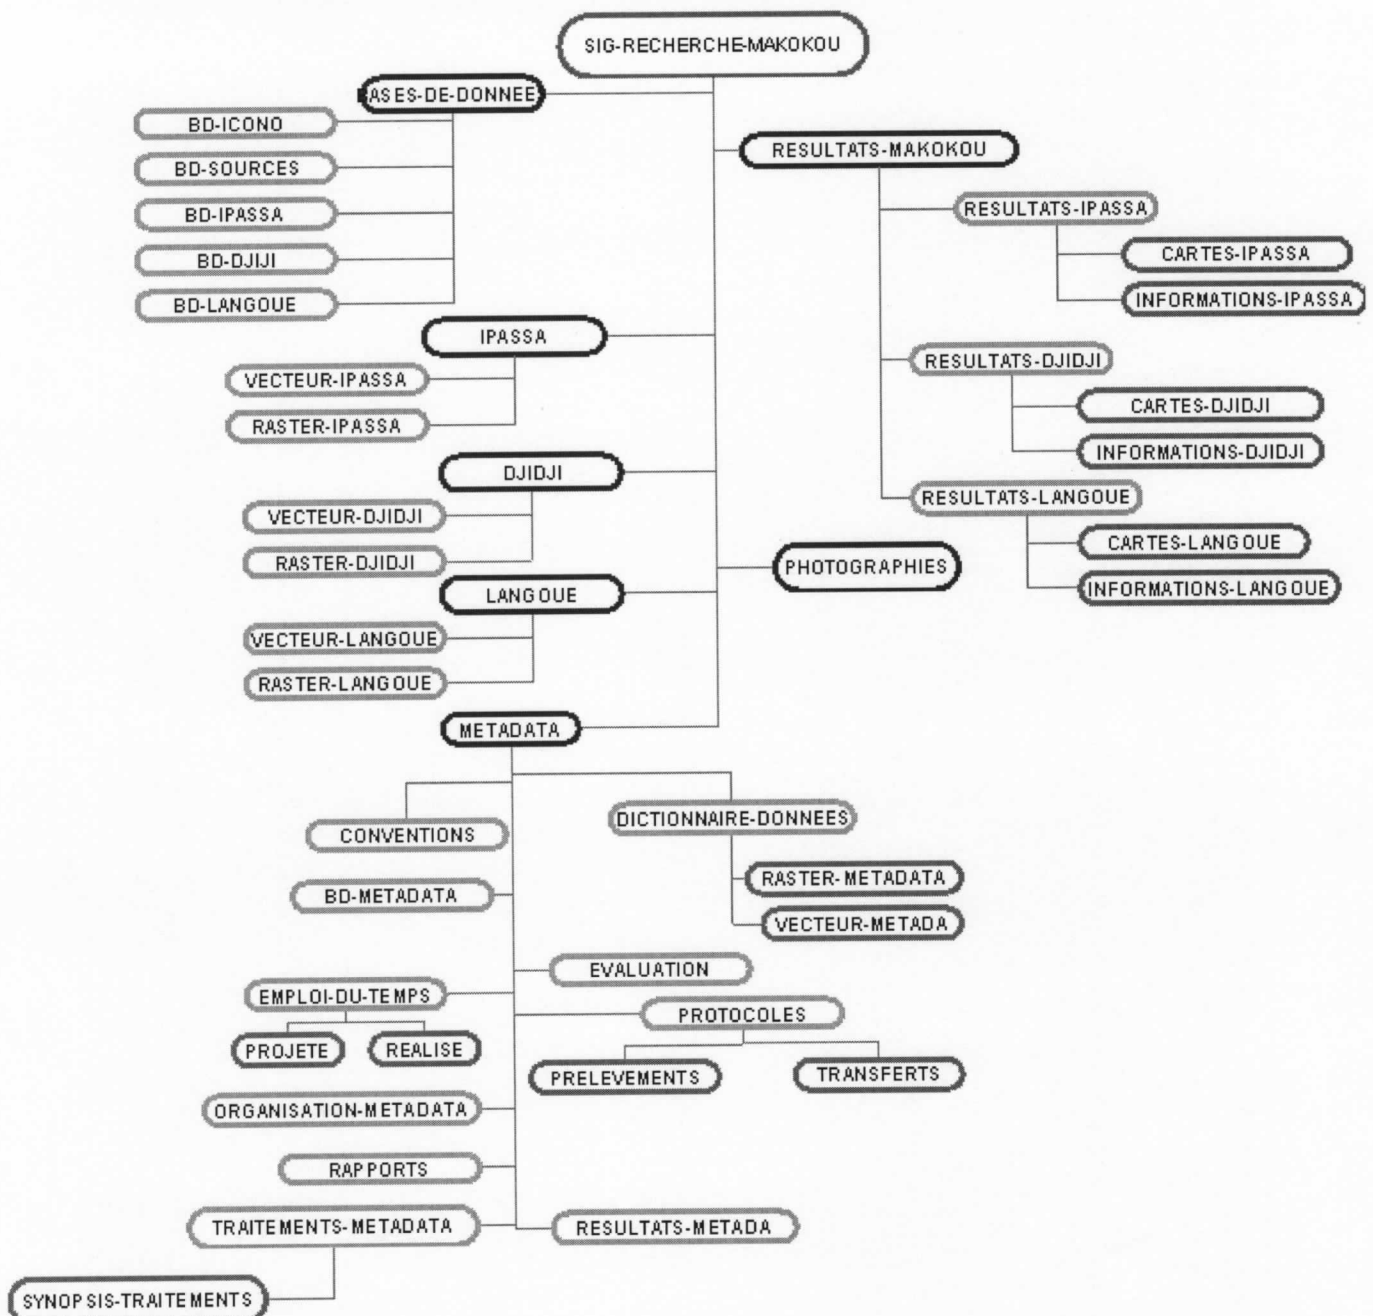 SIG-RECHERCHE-MAKOKOU
ASES-DE-DONNEE
BD-ICONO
BD-SOURCES
BD-IPASSA
BD-DJIJI
BD-LANGOUE
RESULTATS-MAKOKOU
RESULTATS-IPASSA
CARTES-IPASSA
INFORMATIONS-IPASSA
IPASSA
VECTEUR-IPASSA
RASTER-IPASSA
RESULTATS-DJIDJI
CARTES-DJIDJI
INFORMATIONS-DJIDJI
DJIDJI
VECTEUR-DJIDJI
RASTER-DJIDJI
RESULTATS-LANGOUE
CARTES-LANGOUE
INFORMATIONS-LANGOUE
PHOTOGRAPHIES
LANGOUE
VECTEUR-LANGOUE
RASTER-LANGOUE
METADATA
CONVENTIONS
DICTIONNAIRE-DONNEES
RASTER-METADATA
VECTEUR-METADA
BD-METADATA
EVALUATION
EMPLOI-DU-TEMPS
PROJETE
REALISE
PROTOCOLES
PRELEVEMENTS
TRANSFERTS
ORGANISATION-METADATA
RAPPORTS
TRAITEMENTS-METADATA
RESULTATS-METADA
SYNOPSIS-TRAITEMENTS